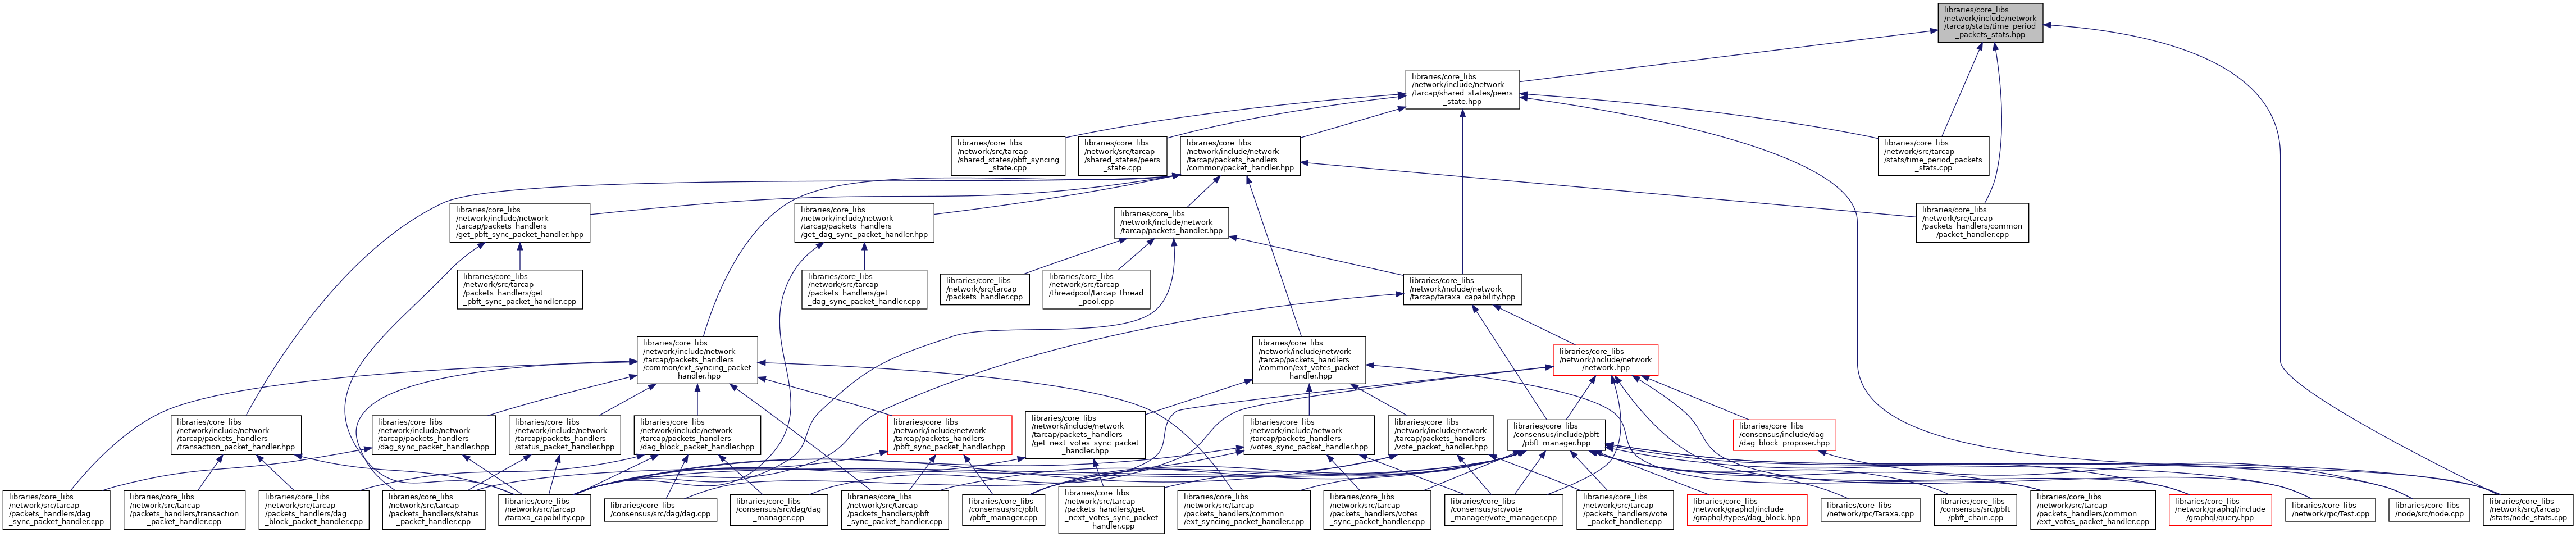 libraries/core_libs
/network/include/network
/tarcap/stats/time_period
_packets_stats.hpp
libraries/core_libs
/network/include/network
/tarcap/shared_states/peers
_state.hpp
libraries/core_libs
/network/src/tarcap
/shared_states/pbft_syncing
_state.cpp
libraries/core_libs
/network/src/tarcap
/shared_states/peers
_state.cpp
libraries/core_libs
/network/include/network
/tarcap/packets_handlers
/common/packet_handler.hpp
libraries/core_libs
/network/src/tarcap
/stats/time_period_packets
_stats.cpp
libraries/core_libs
/network/include/network
/tarcap/packets_handlers
/get_pbft_sync_packet_handler.hpp
libraries/core_libs
/network/include/network
/tarcap/packets_handlers
/get_dag_sync_packet_handler.hpp
libraries/core_libs
/network/include/network
/tarcap/packets_handler.hpp
libraries/core_libs
/network/src/tarcap
/packets_handlers/common
/packet_handler.cpp
libraries/core_libs
/network/src/tarcap
/packets_handlers/get
_pbft_sync_packet_handler.cpp
libraries/core_libs
/network/src/tarcap
/packets_handlers/get
_dag_sync_packet_handler.cpp
libraries/core_libs
/network/src/tarcap
/packets_handler.cpp
libraries/core_libs
/network/src/tarcap
/threadpool/tarcap_thread
_pool.cpp
libraries/core_libs
/network/include/network
/tarcap/taraxa_capability.hpp
libraries/core_libs
/network/include/network
/tarcap/packets_handlers
/common/ext_syncing_packet
_handler.hpp
libraries/core_libs
/network/include/network
/tarcap/packets_handlers
/common/ext_votes_packet
_handler.hpp
libraries/core_libs
/network/include/network
/network.hpp
libraries/core_libs
/network/include/network
/tarcap/packets_handlers
/transaction_packet_handler.hpp
libraries/core_libs
/network/include/network
/tarcap/packets_handlers
/dag_sync_packet_handler.hpp
libraries/core_libs
/network/include/network
/tarcap/packets_handlers
/status_packet_handler.hpp
libraries/core_libs
/network/include/network
/tarcap/packets_handlers
/dag_block_packet_handler.hpp
libraries/core_libs
/network/include/network
/tarcap/packets_handlers
/pbft_sync_packet_handler.hpp
libraries/core_libs
/network/include/network
/tarcap/packets_handlers
/get_next_votes_sync_packet
_handler.hpp
libraries/core_libs
/network/include/network
/tarcap/packets_handlers
/votes_sync_packet_handler.hpp
libraries/core_libs
/network/include/network
/tarcap/packets_handlers
/vote_packet_handler.hpp
libraries/core_libs
/consensus/include/pbft
/pbft_manager.hpp
libraries/core_libs
/consensus/include/dag
/dag_block_proposer.hpp
libraries/core_libs
/network/src/tarcap
/packets_handlers/dag
_sync_packet_handler.cpp
libraries/core_libs
/network/src/tarcap
/packets_handlers/transaction
_packet_handler.cpp
libraries/core_libs
/network/src/tarcap
/packets_handlers/dag
_block_packet_handler.cpp
libraries/core_libs
/network/src/tarcap
/packets_handlers/status
_packet_handler.cpp
libraries/core_libs
/network/src/tarcap
/taraxa_capability.cpp
libraries/core_libs
/consensus/src/dag/dag.cpp
libraries/core_libs
/consensus/src/dag/dag
_manager.cpp
libraries/core_libs
/network/src/tarcap
/packets_handlers/pbft
_sync_packet_handler.cpp
libraries/core_libs
/consensus/src/pbft
/pbft_manager.cpp
libraries/core_libs
/network/src/tarcap
/packets_handlers/get
_next_votes_sync_packet
_handler.cpp
libraries/core_libs
/network/src/tarcap
/packets_handlers/common
_ext_syncing_packet_handler.cpp
libraries/core_libs
/network/src/tarcap
/packets_handlers/votes
_sync_packet_handler.cpp
libraries/core_libs
/consensus/src/vote
_manager/vote_manager.cpp
libraries/core_libs
/network/src/tarcap
/packets_handlers/vote
_packet_handler.cpp
libraries/core_libs
/network/graphql/include
/graphql/types/dag_block.hpp
libraries/core_libs
/network/rpc/Taraxa.cpp
libraries/core_libs
/consensus/src/pbft
/pbft_chain.cpp
libraries/core_libs
/network/src/tarcap
/packets_handlers/common
/ext_votes_packet_handler.cpp
libraries/core_libs
/network/graphql/include
/graphql/query.hpp
libraries/core_libs
/network/rpc/Test.cpp
libraries/core_libs
/node/src/node.cpp
libraries/core_libs
/network/src/tarcap
/stats/node_stats.cpp